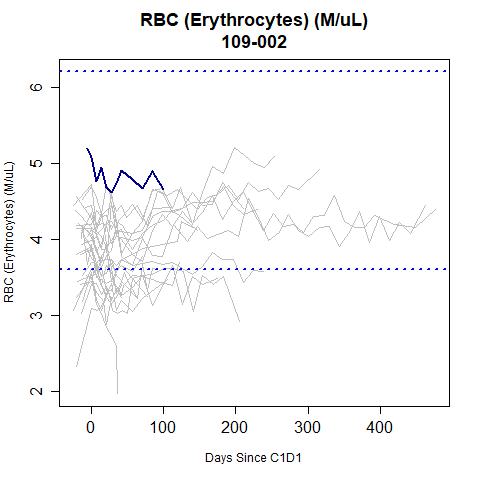 RBC (Erythrocytes) (M/uL)
109-002
RBC (Erythrocytes) (M/uL)
6
5
4
3
2
0 100 200 300 400
Days Since C1D1